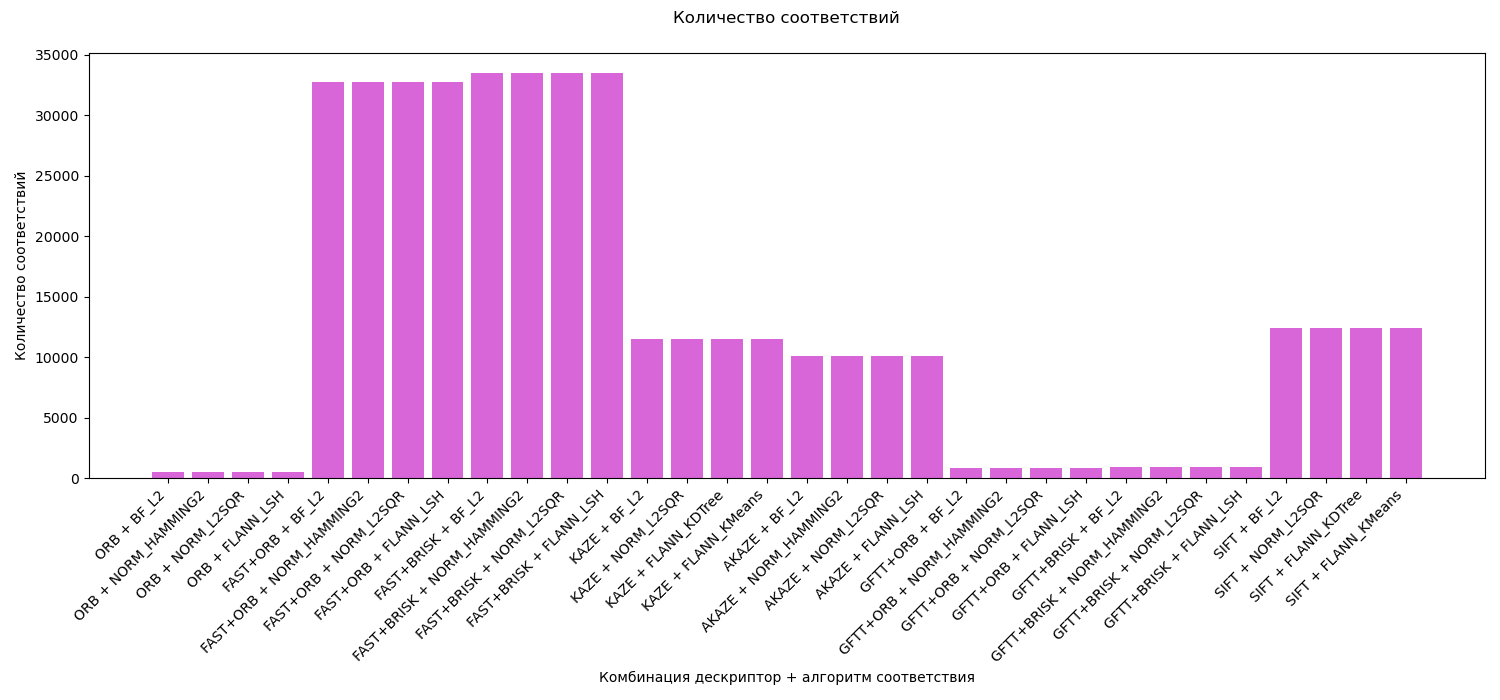 Количество соответствий
Количество соответствий
35000
30000
25000
20000
15000
10000
5000
0
ORB + BF_L2
ORB + NORM_HAMMING2
ORB + NORM_L2SQR
ORB + FLANN_LSH
FAST+ORB + BF_L2
FAST+ORB + NORM_HAMMING2
FAST+ORB + NORM_L2SQR
FAST+ORB + FLANN_LSH
FAST+BRISK + BF_L2
FAST+BRISK + NORM_HAMMING2
FAST+BRISK + NORM_L2SQR
FAST+BRISK + FLANN_LSH
KAZE + BF_L2
KAZE + NORM_L2SQR
KAZE + FLANN_KDTree
KAZE + FLANN_KMeans
AKAZE + BF_L2
AKAZE + NORM_HAMMING2
AKAZE + NORM_L2SQR
AKAZE + FLANN_LSH
GFTT+ORB + BF_L2
GFTT+ORB + NORM_HAMMING2
GFTT+ORB + NORM_L2SQR
GFTT+ORB + FLANN_LSH
GFTT+BRISK + BF_L2
GFTT+BRISK + NORM_HAMMING2
GFTT+BRISK + NORM_L2SQR
GFTT+BRISK + FLANN_LSH
SIFT + BF_L2
SIFT + NORM_L2SQR
SIFT + FLANN_KDTree
SIFT + FLANN_KMeans
Комбинация дескриптор + алгоритм соответствия